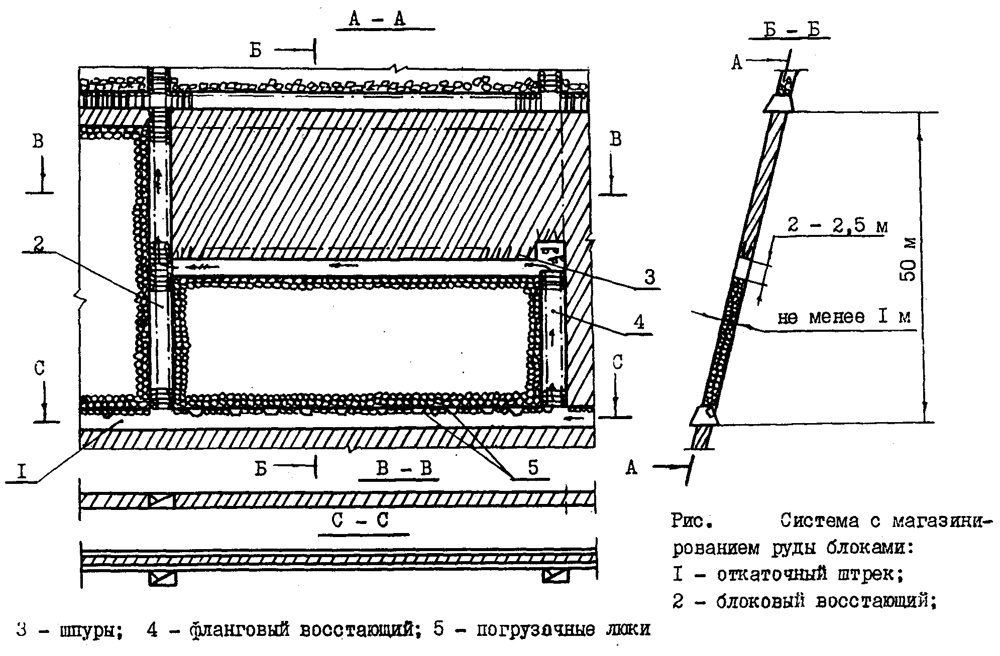 А - А
Б - Б
Б
А
В
В
2 - 2,5 м
2
50 м
3
не менее I м
4
С
С
I
Б
В - В
5
А
С - С
Рис. Система с магазини-
рованием руды блоками:
I - откаточный штрек;
2 - блоковый восстающий;
3 - шпуры; 4 - фланговый восстающий; 5 - погрузочные люки